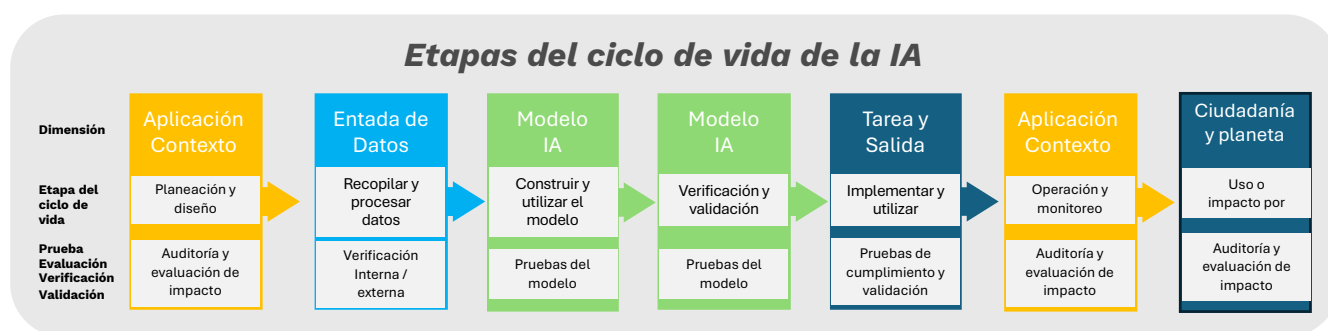 Etapas del ciclo de vida de la IA
Dimensión
Aplicación
Contexto
Entada de
Datos
Modelo
IA
Modelo
IA
Tarea y
Salida
Aplicación
Contexto
Ciudadanía
y planeta
Etapa del
ciclo de
vida
Planeación y
diseño
Recopilar y
procesar
datos
Construir y
utilizar el
modelo
Verificación y
validación
Implementar y
utilizar
Operación y
monitoreo
Uso o
impacto por
Prueba
Evaluación
Verificación
Validación
Auditoría y
evaluación de
impacto
Verificación
Interna /
externa
Pruebas del
modelo
Pruebas del
modelo
Pruebas de
cumplimiento y
validación
Auditoría y
evaluación de
impacto
Auditoría y
evaluación de
impacto